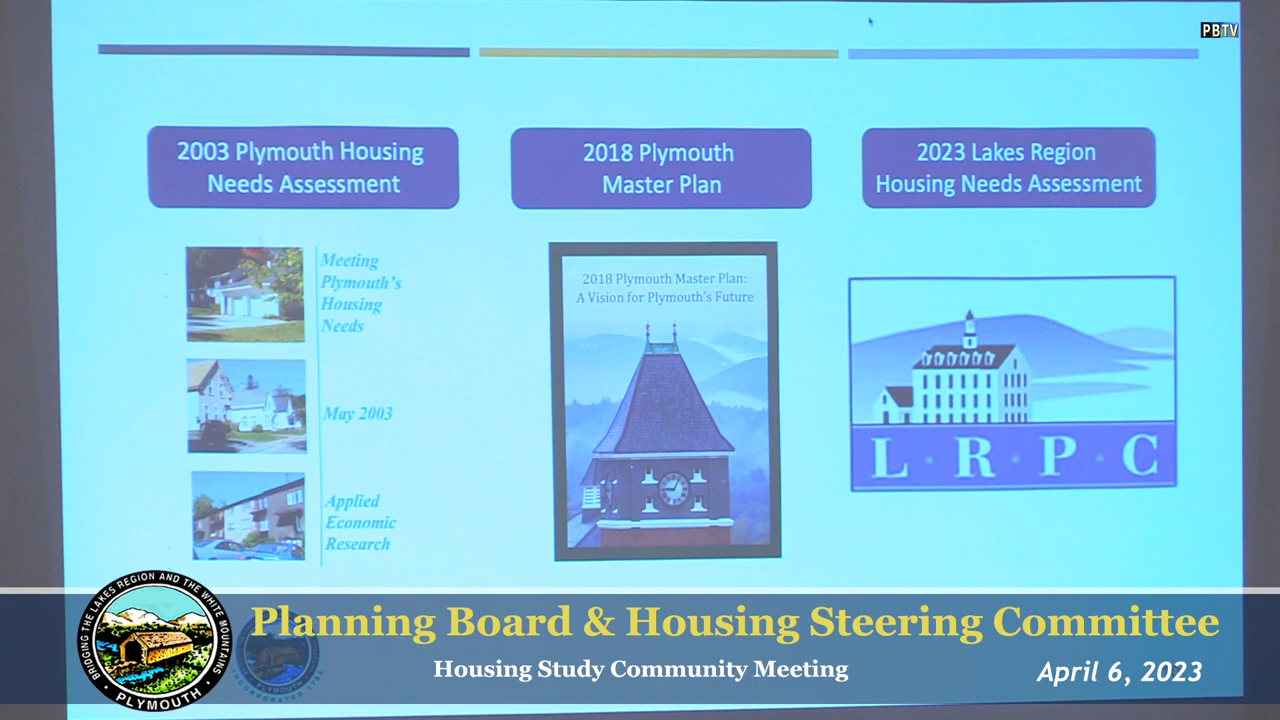 PBTV
2003 Plymouth Housing
Needs Assessment
2018 Plymouth
Master Plan
2023 Lakes Region
Housing Needs Assessment
Meeting
Plymouth's
Housing
Needs
May 2003
Applied
Economic
Research
2018 Plymouth Master Plan:
A Vision for Plymouth's Future
L·R·P·C
BRIDGING THE LAKES REGION AND THE WHITE MOUNTAINS
· PLYMOUTH ·
PLYMOUTH
Planning Board & Housing Steering Committee
Housing Study Community Meeting
April 6, 2023